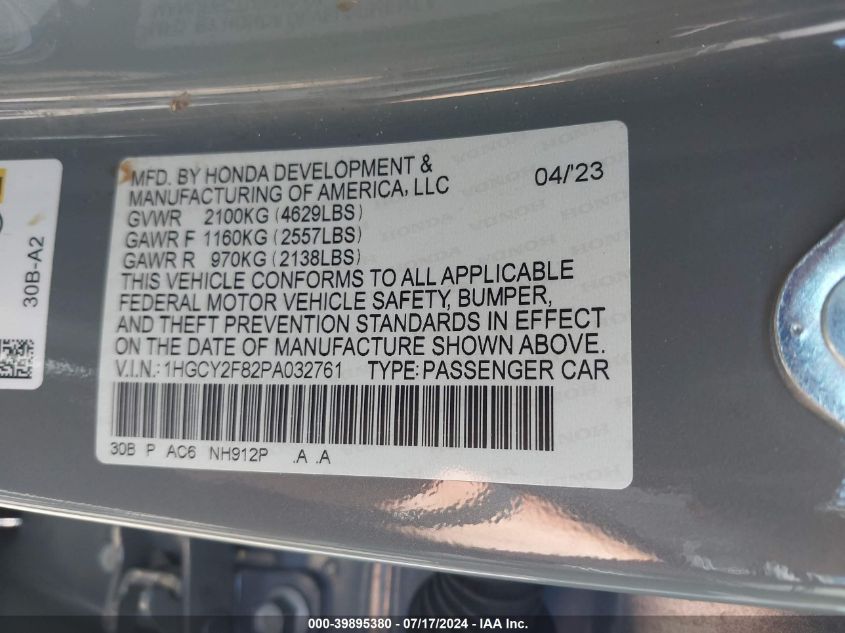 MFD. BY HONDA DEVELOPMENT &
MANUFACTURING OF AMERICA, LLC 04/'23
GVWR 2100KG (4629LBS)
GAWR F 1160KG (2557LBS)
GAWR R 970KG (2138LBS)
THIS VEHICLE CONFORMS TO ALL APPLICABLE
FEDERAL MOTOR VEHICLE SAFETY, BUMPER,
AND THEFT PREVENTION STANDARDS IN EFFECT
ON THE DATE OF MANUFACTURE SHOWN ABOVE.
V.I.N.: 1HGCY2F82PA032761 TYPE: PASSENGER CAR
30B P AC6 NH912P .A .A
30B-A2
000-39895380 - 07/17/2024 - IAA Inc.